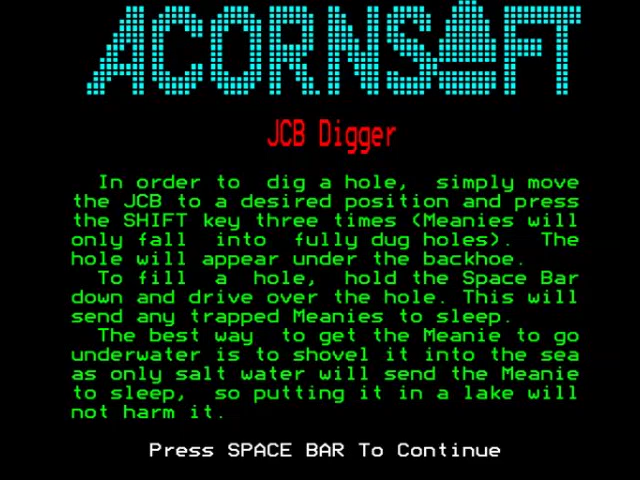 ACORNSOFT
JCB Digger
In order to dig a hole, simply move
the JCB to a desired position and press
the SHIFT key three times (Meanies will
only fall into fully dug holes). The
hole will appear under the backhoe.
To fill a hole, hold the Space Bar
down and drive over the hole. This will
send any trapped Meanies to sleep.
The best way to get the Meanie to go
underwater is to shovel it into the sea
as only salt water will send the Meanie
to sleep, so putting it in a lake will
not harm it.
Press SPACE BAR To Continue